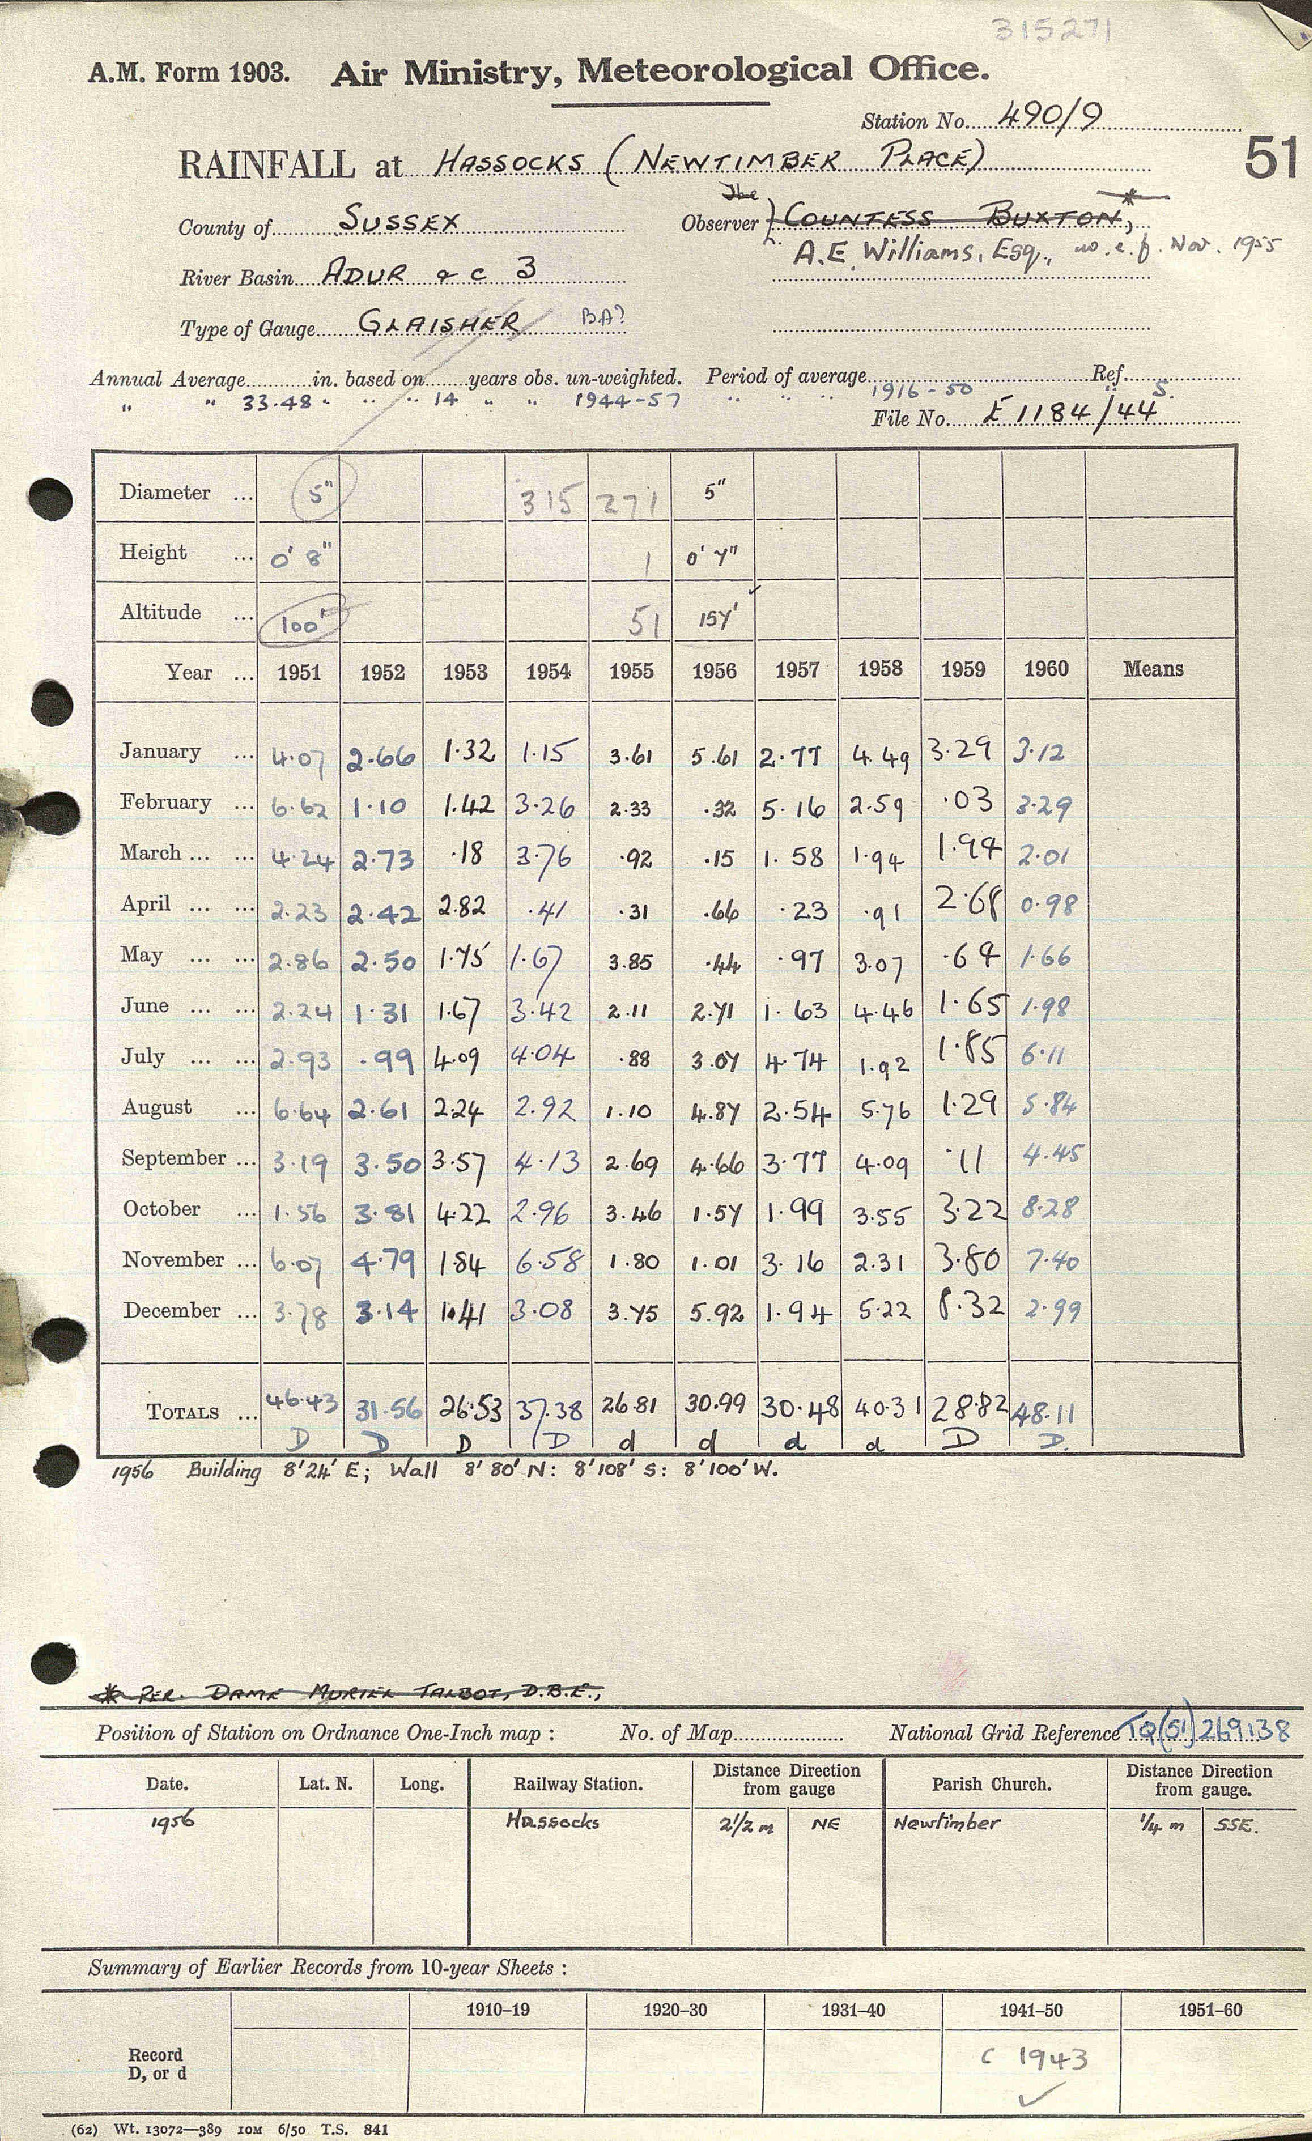 315271
A.M. Form 1903. Air Ministry, Meteorological Office.
Station No. 490/9
51
RAINFALL at HASSOCKS (NEWTIMBER PLACE)
The
County of SUSSEX Observer COUNTESS BUXTON, *
A.E. Williams, Esq., w.e.f. Nov. 1955
River Basin ADUR & c 3
Type of Gauge GLAISHER BA?
Annual Average in. based on years obs. un-weighted. Period of average Ref.
" " 33.48 " " " 14 " " 1944-57 " " " 1916-50 " S.
File No. E 1184/44
Diameter ... 5" 315 271 5"
Height ... 0' 8" 1 0' 7"
Altitude ... 100' 51 157'
Year ... 1951 1952 1953 1954 1955 1956 1957 1958 1959 1960 Means
January ... 4.07 2.66 1.32 1.15 3.61 5.61 2.77 4.49 3.29 3.12
February ... 6.62 1.10 1.42 3.26 2.33 .32 5.16 2.59 .03 3.29
March ... ... 4.24 2.73 .18 3.76 .92 .15 1.58 1.94 1.94 2.01
April ... ... 2.23 2.42 2.82 .41 .31 .66 .23 .91 2.68 0.98
May ... ... 2.86 2.50 1.75 1.67 3.85 .44 .97 3.07 .64 1.66
June ... ... 2.24 1.31 1.67 3.42 2.11 2.71 1.63 4.46 1.65 1.98
July ... ... 2.93 .99 4.09 4.04 .88 3.07 4.74 1.92 1.85 6.11
August ... 6.64 2.61 2.24 2.92 1.10 4.87 2.54 5.76 1.29 5.84
September ... 3.19 3.50 3.57 4.13 2.69 4.66 3.77 4.09 .11 4.45
October ... 1.56 3.81 4.22 2.96 3.46 1.57 1.99 3.55 3.22 8.28
November ... 6.07 4.79 1.84 6.58 1.80 1.01 3.16 2.31 3.80 7.40
December ... 3.78 3.14 1.41 3.08 3.75 5.92 1.94 5.22 8.32 2.99
TOTALS ... 46.43 31.56 26.53 37.38 26.81 30.99 30.48 40.31 28.82 48.11
D D D D d d d d D D.
1956 Building 8'24' E; Wall 8'80' N: 8'108' S: 8'100' W.
* PER. DAME MURIEL TALBOT, D.B.E.,
Position of Station on Ordnance One-Inch map : No. of Map National Grid Reference TQ(51)269138
Date. Lat. N. Long. Railway Station. Distance Direction from gauge Parish Church. Distance Direction from gauge.
1956 Hassocks 2 1/2 m NE Newtimber 1/4 m SSE.
Summary of Earlier Records from 10-year Sheets :
1910–19 1920–30 1931–40 1941–50 1951–60
Record D, or d c 1943 ✓
(62) Wt. 13072—389 10M 6/50 T.S. 841